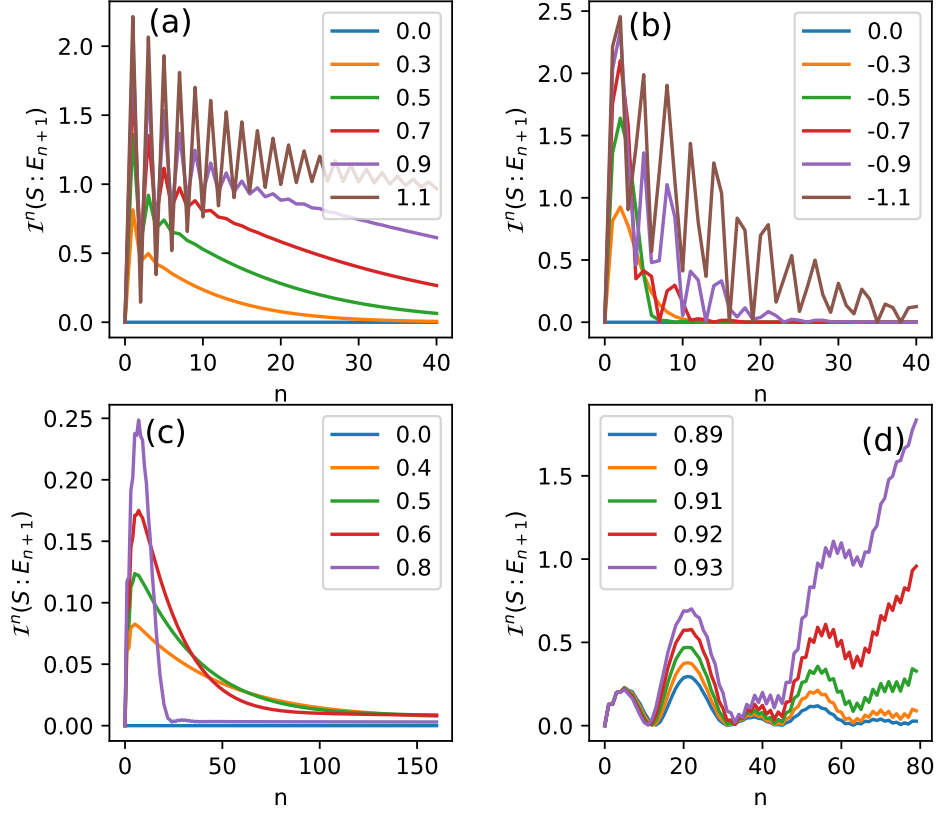 (a)
0.0
0.3
0.5
0.7
0.9
1.1
2.0
1.5
1.0
0.5
0.0
0 10 20 30 40
n
𝓘ⁿ(S : Eₙ₊₁)
(b)
0.0
-0.3
-0.5
-0.7
-0.9
-1.1
2.5
2.0
1.5
1.0
0.5
0.0
0 10 20 30 40
n
𝓘ⁿ(S : Eₙ₊₁)
(c)
0.0
0.4
0.5
0.6
0.8
0.25
0.20
0.15
0.10
0.05
0.00
0 50 100 150
n
𝓘ⁿ(S : Eₙ₊₁)
(d)
0.89
0.9
0.91
0.92
0.93
1.5
1.0
0.5
0.0
0 20 40 60 80
n
𝓘ⁿ(S : Eₙ₊₁)